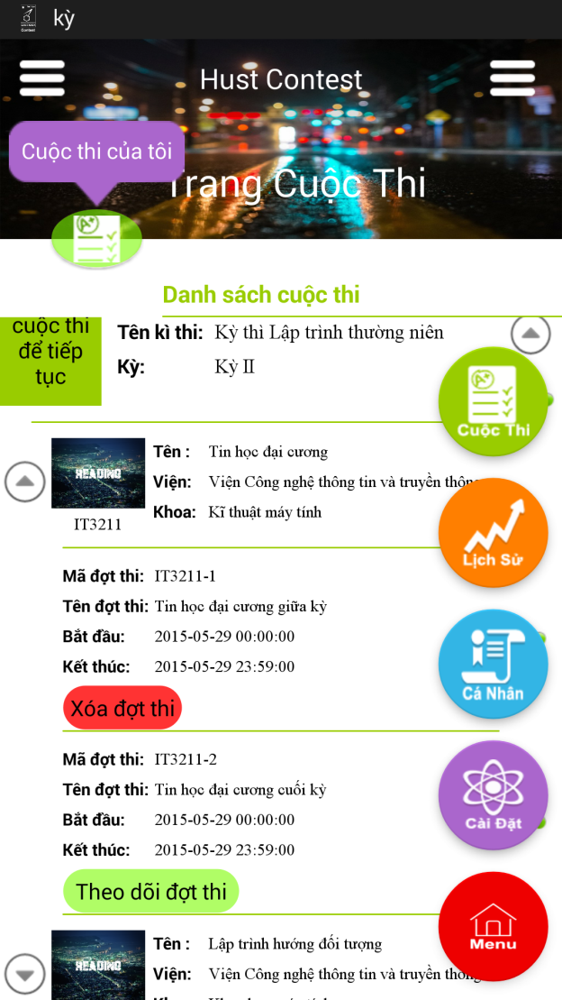 kỳ
Hust Contest
Cuộc thi của tôi
Trang Cuộc Thi
Danh sách cuộc thi
cuộc thi
để tiếp
tục
Tên kì thi: Kỳ thì Lập trình thường niên
Kỳ: Kỳ II
Cuộc Thi
READING
IT3211
Tên : Tin học đại cương
Viện: Viện Công nghệ thông tin và truyền thông
Khoa: Kĩ thuật máy tính
Lịch Sử
Mã đợt thi: IT3211-1
Tên đợt thi: Tin học đại cương giữa kỳ
Bắt đầu: 2015-05-29 00:00:00
Kết thúc: 2015-05-29 23:59:00
Cá Nhân
Xóa đợt thi
Mã đợt thi: IT3211-2
Tên đợt thi: Tin học đại cương cuối kỳ
Bắt đầu: 2015-05-29 00:00:00
Kết thúc: 2015-05-29 23:59:00
Cài Đặt
Theo dõi đợt thi
Menu
READING
Tên : Lập trình hướng đối tượng
Viện: Viện Công nghệ thông tin và truyền thông